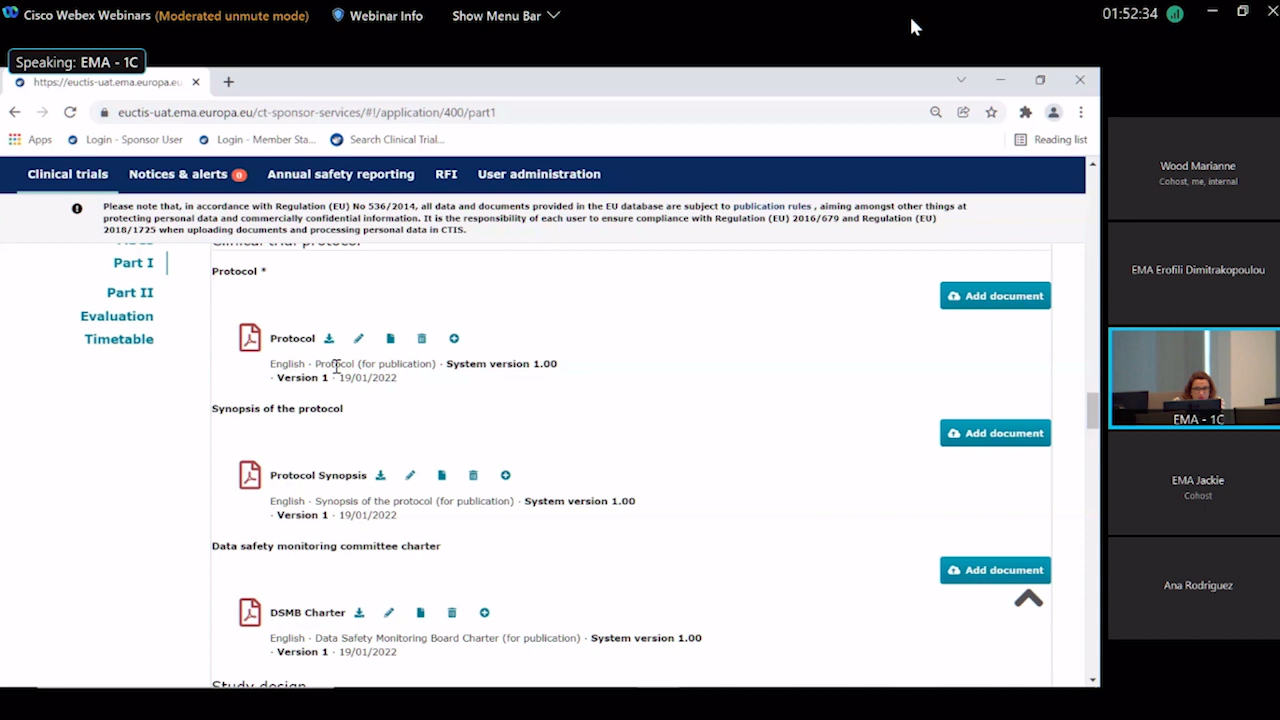 Cisco Webex Webinars (Moderated unmute mode) Webinar Info Show Menu Bar 01:52:34
Speaking: EMA - 1C
https://euctis-uat.ema.europa.eu
euctis-uat.ema.europa.eu/ct-sponsor-services/#!/application/400/part1
Apps Login - Sponsor User Login - Member Sta... Search Clinical Trial... Reading list
Clinical trials Notices & alerts 0 Annual safety reporting RFI User administration
Please note that, in accordance with Regulation (EU) No 536/2014, all data and documents provided in the EU database are subject to publication rules , aiming amongst other things at
protecting personal data and commercially confidential information. It is the responsibility of each user to ensure compliance with Regulation (EU) 2016/679 and Regulation (EU)
2018/1725 when uploading documents and processing personal data in CTIS.
Clinical trial protocol
Part I
Part II
Evaluation
Timetable
Protocol *
Add document
Protocol
English - Protocol (for publication) - System version 1.00
- Version 1 - 19/01/2022
Synopsis of the protocol
Add document
Protocol Synopsis
English - Synopsis of the protocol (for publication) - System version 1.00
- Version 1 - 19/01/2022
Data safety monitoring committee charter
Add document
DSMB Charter
English - Data Safety Monitoring Board Charter (for publication) - System version 1.00
- Version 1 - 19/01/2022
Study design
Wood Marianne
Cohost, me, internal
EMA Erofili Dimitrakopoulou
EMA - 1C
EMA Jackie
Cohost
Ana Rodriguez